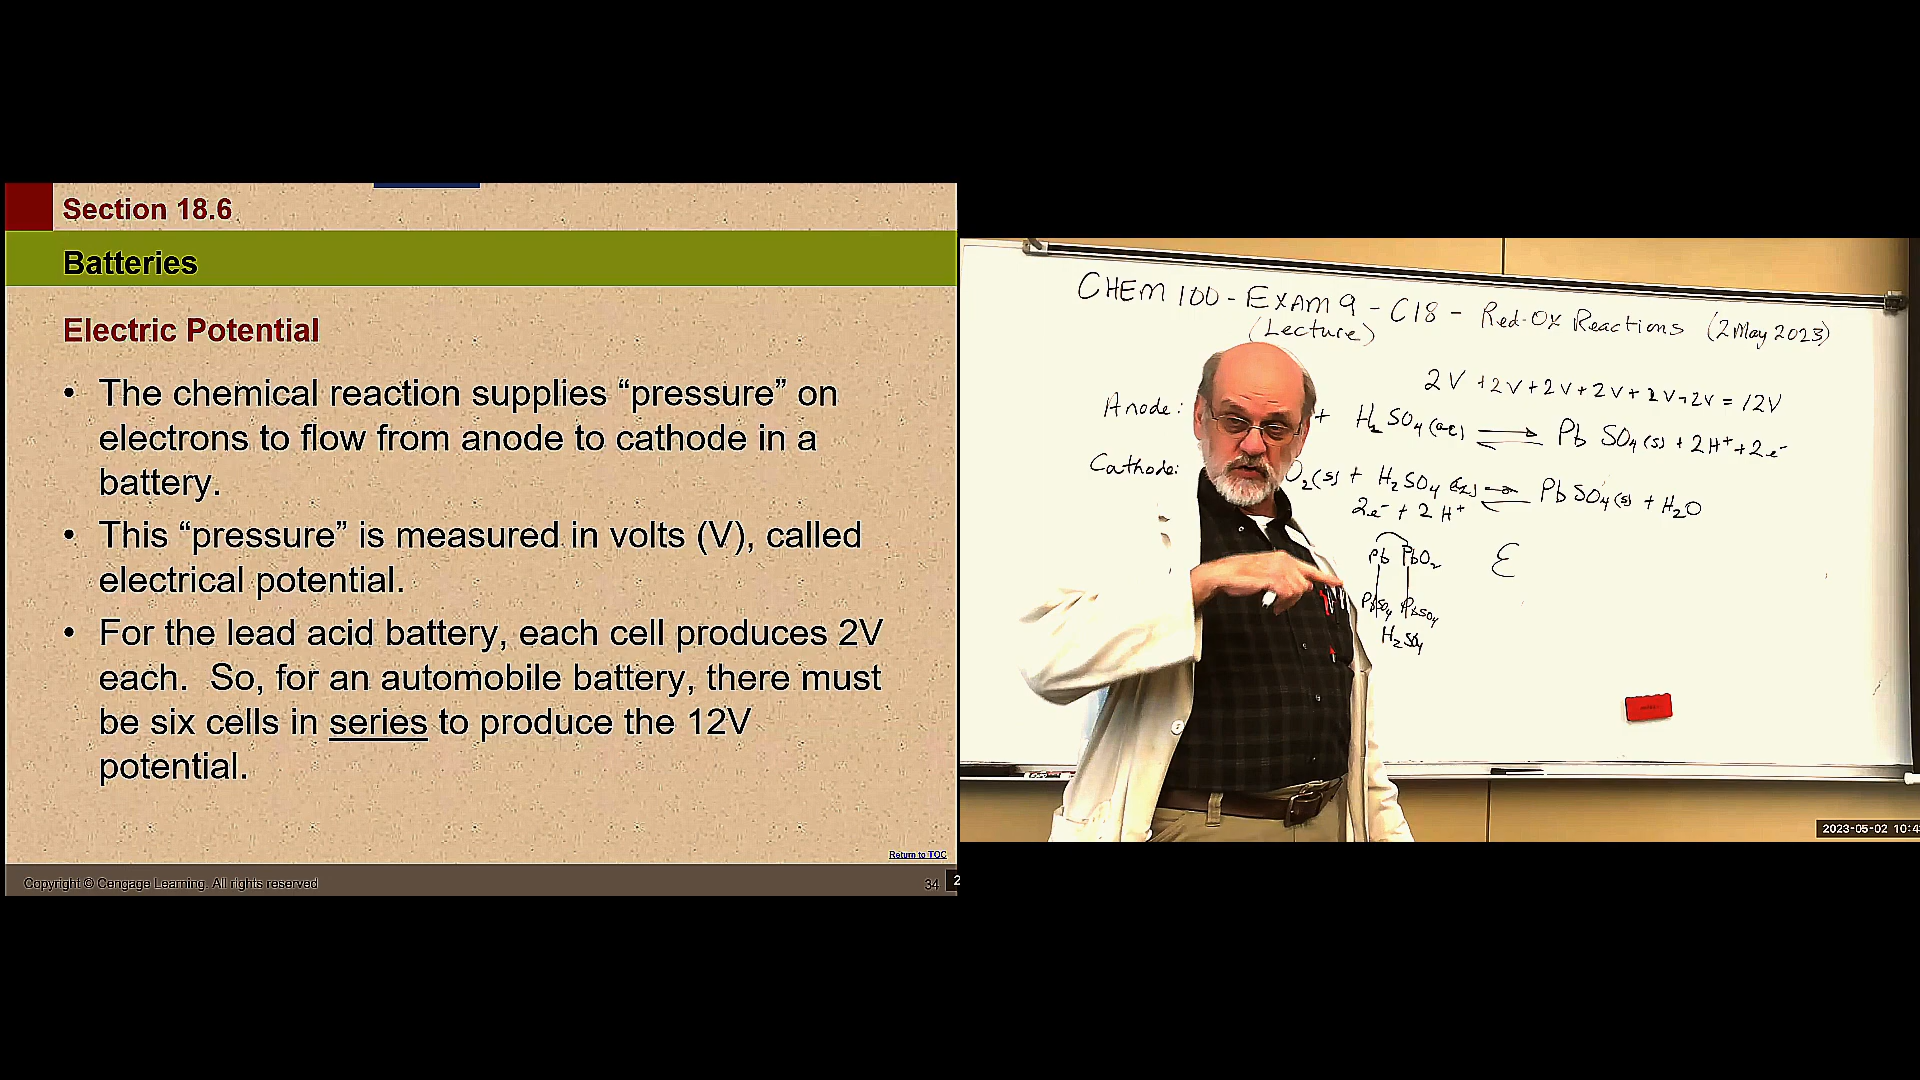 Section 18.6
Batteries
Electric Potential
• The chemical reaction supplies “pressure” on
electrons to flow from anode to cathode in a
battery.
• This “pressure” is measured in volts (V), called
electrical potential.
• For the lead acid battery, each cell produces 2V
each. So, for an automobile battery, there must
be six cells in series to produce the 12V
potential.
Return to TOC
Copyright © Cengage Learning. All rights reserved
34
2
CHEM 100 - EXAM 9 - C18 - Red-Ox Reactions (2 May 2023)
(Lecture)
2V + 2V + 2V + 2V + 2V + 2V = 12V
Anode: + H2SO4 (aq) ⇌ PbSO4 (s) + 2H+ + 2e-
Cathode: O2 (s) + H2SO4 ⇌ PbSO4 (s) + H2O
2e- + 2H+
Pb PbO2
ε
PbSO4 PbSO4
H2SO4
2023-05-02 10:4